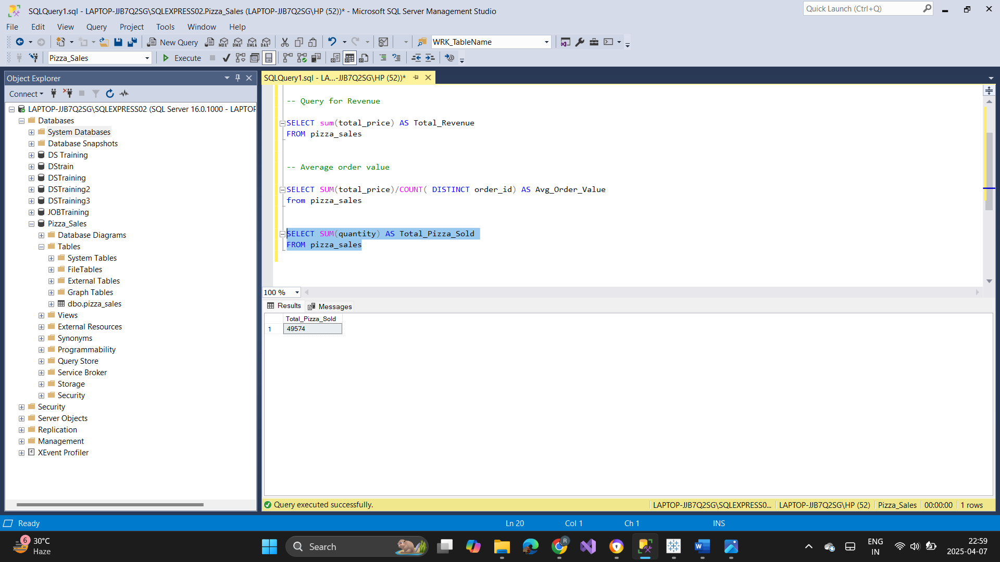 SQLQuery1.sql - LAPTOP-JJB7Q2SG\SQLEXPRESS02.Pizza_Sales (LAPTOP-JJB7Q2SG\HP (52))* - Microsoft SQL Server Management Studio
Quick Launch (Ctrl+Q)
File Edit View Query Project Tools Window Help
New Query MDX DMX XMLA DAX WRK_TableName
Pizza_Sales Execute
Object Explorer
Connect
LAPTOP-JJB7Q2SG\SQLEXPRESS02 (SQL Server 16.0.1000 - LAPTOP
Databases
System Databases
Database Snapshots
DS Training
DStrain
DSTraining
DSTraining2
DSTraining3
JOBTraining
Pizza_Sales
Database Diagrams
Tables
System Tables
FileTables
External Tables
Graph Tables
dbo.pizza_sales
Views
External Resources
Synonyms
Programmability
Query Store
Service Broker
Storage
Security
Security
Server Objects
Replication
Management
XEvent Profiler
SQLQuery1.sql - LA...-JJB7Q2SG\HP (52))*
-- Query for Revenue
SELECT sum(total_price) AS Total_Revenue
FROM pizza_sales
-- Average order value
SELECT SUM(total_price)/COUNT( DISTINCT order_id) AS Avg_Order_Value
from pizza_sales
SELECT SUM(quantity) AS Total_Pizza_Sold
FROM pizza_sales
100 %
Results Messages
Total_Pizza_Sold
1 49574
Query executed successfully. LAPTOP-JJB7Q2SG\SQLEXPRESS0... LAPTOP-JJB7Q2SG\HP (52) Pizza_Sales 00:00:00 1 rows
Ready Ln 20 Col 1 Ch 1 INS
6
30°C
Haze
Search
R
W
ENG
IN
22:59
2025-04-07